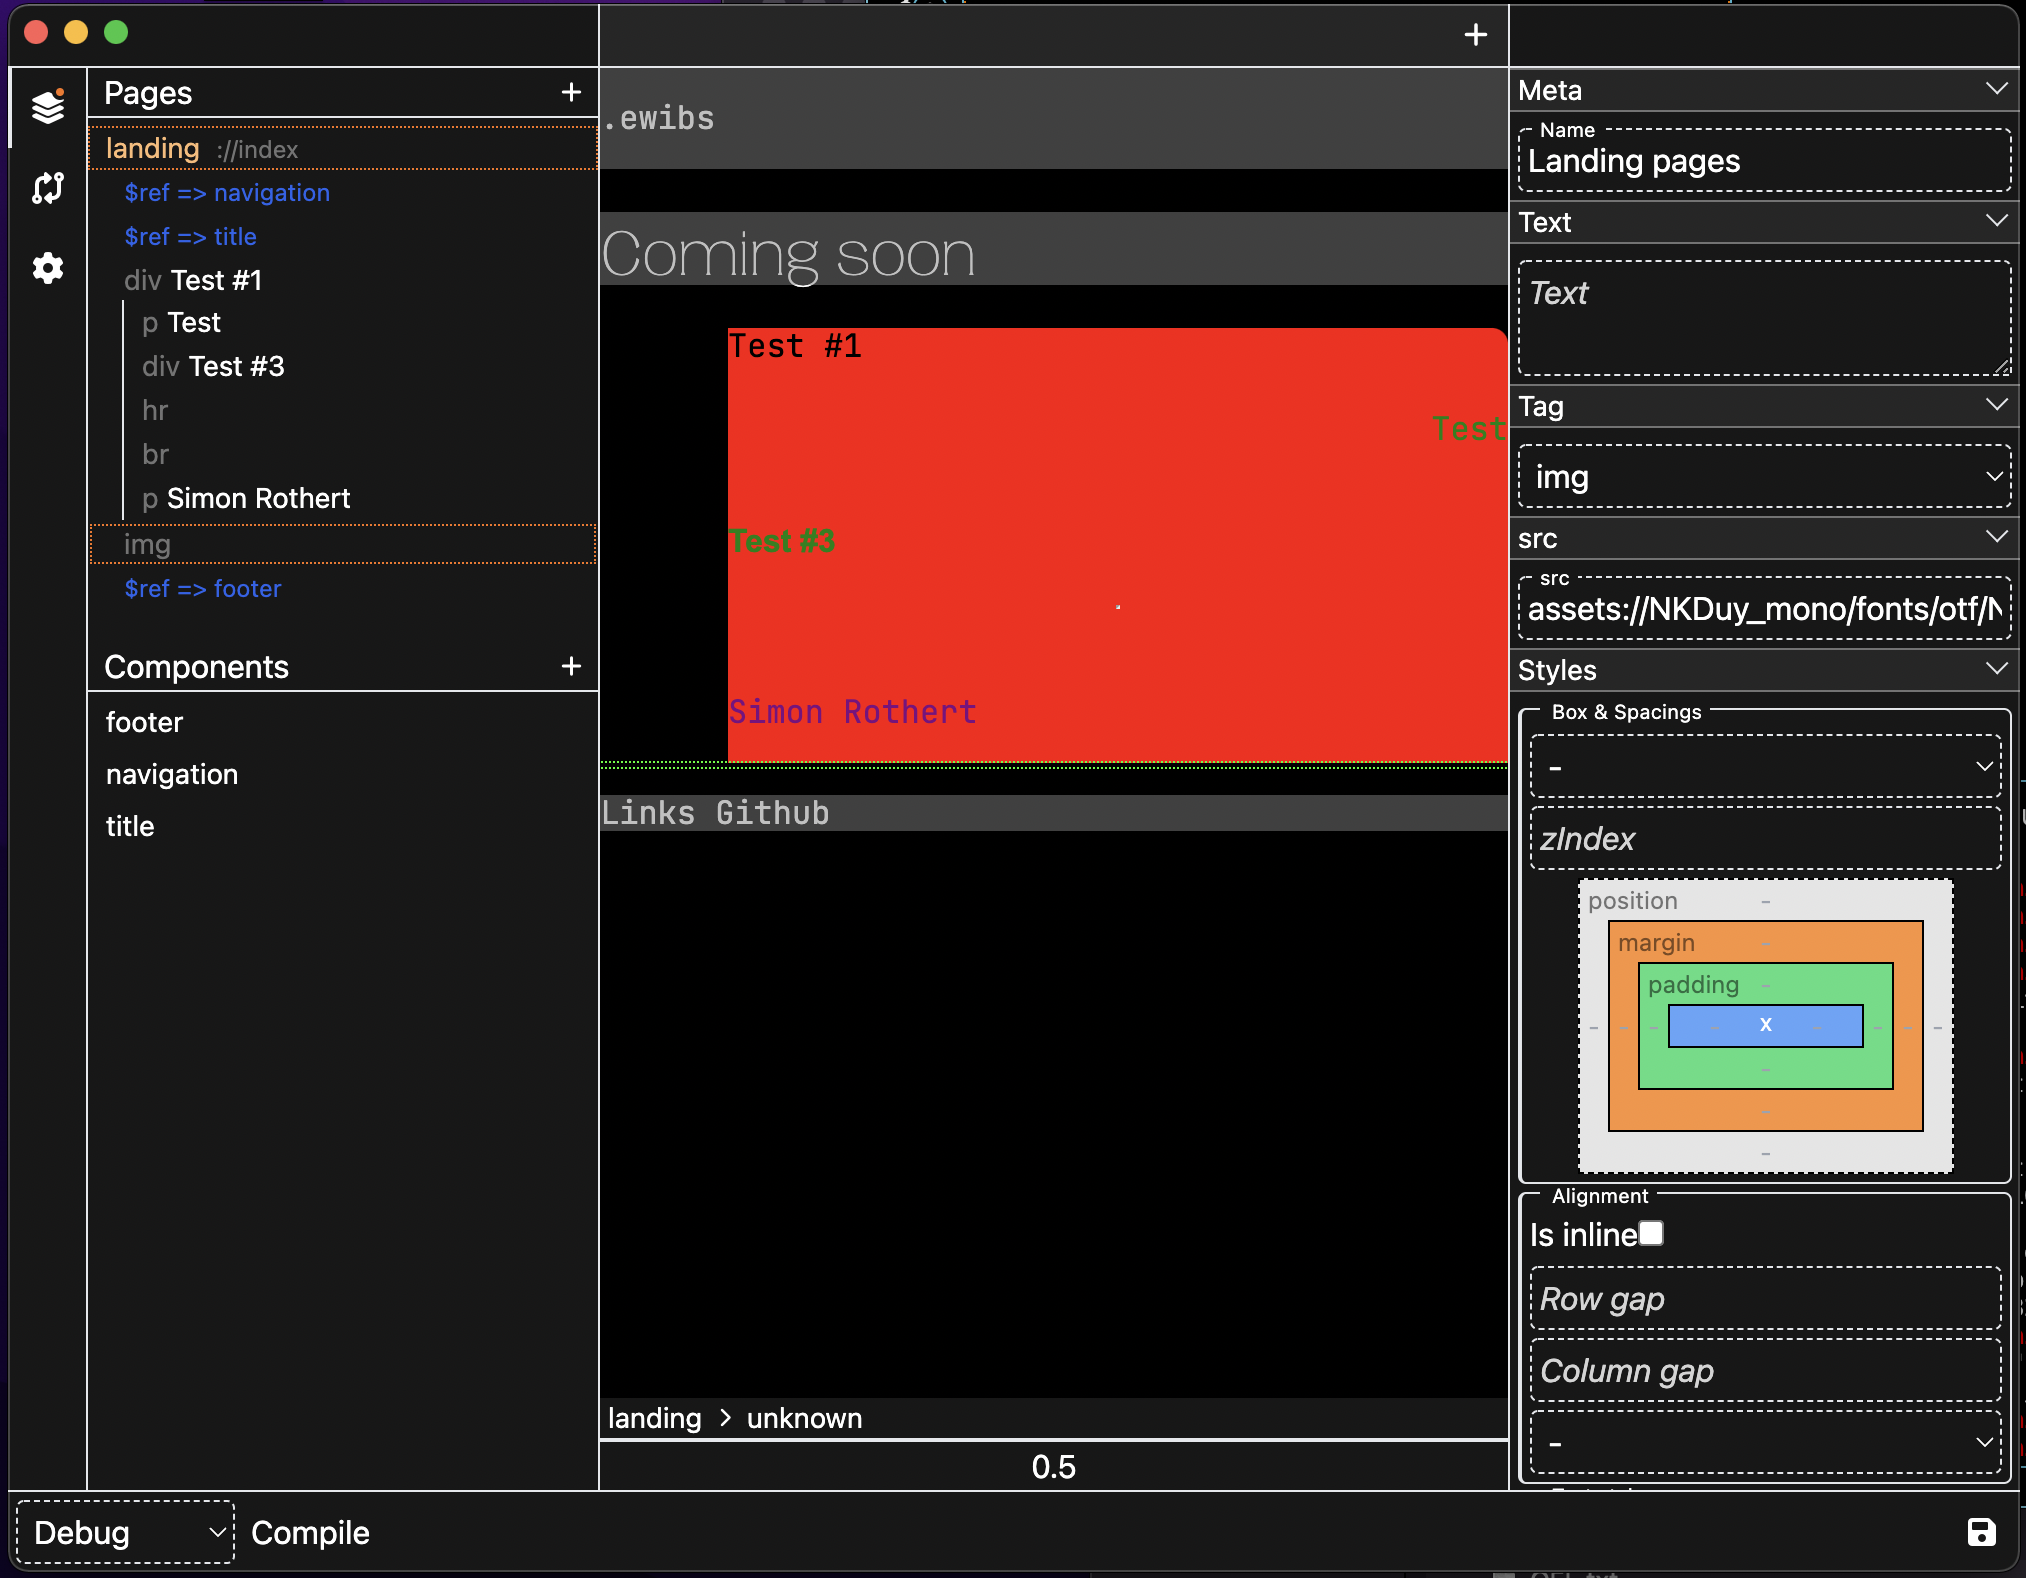 Pages +
landing ://index
$ref => navigation
$ref => title
div Test #1
p Test
div Test #3
hr
br
p Simon Rothert
img
$ref => footer
Components +
footer
navigation
title
+
.ewibs
Coming soon
Test #1
Test
Test #3
Simon Rothert
Links Github
landing > unknown
0.5
Meta
Name
Landing pages
Text
Text
Tag
img
src
src
assets://NKDuy_mono/fonts/otf/N
Styles
Box & Spacings
-
zIndex
position -
margin -
padding -
- - - - x - - - -
-
-
-
Alignment
Is inline
Row gap
Column gap
-
Debug
Compile